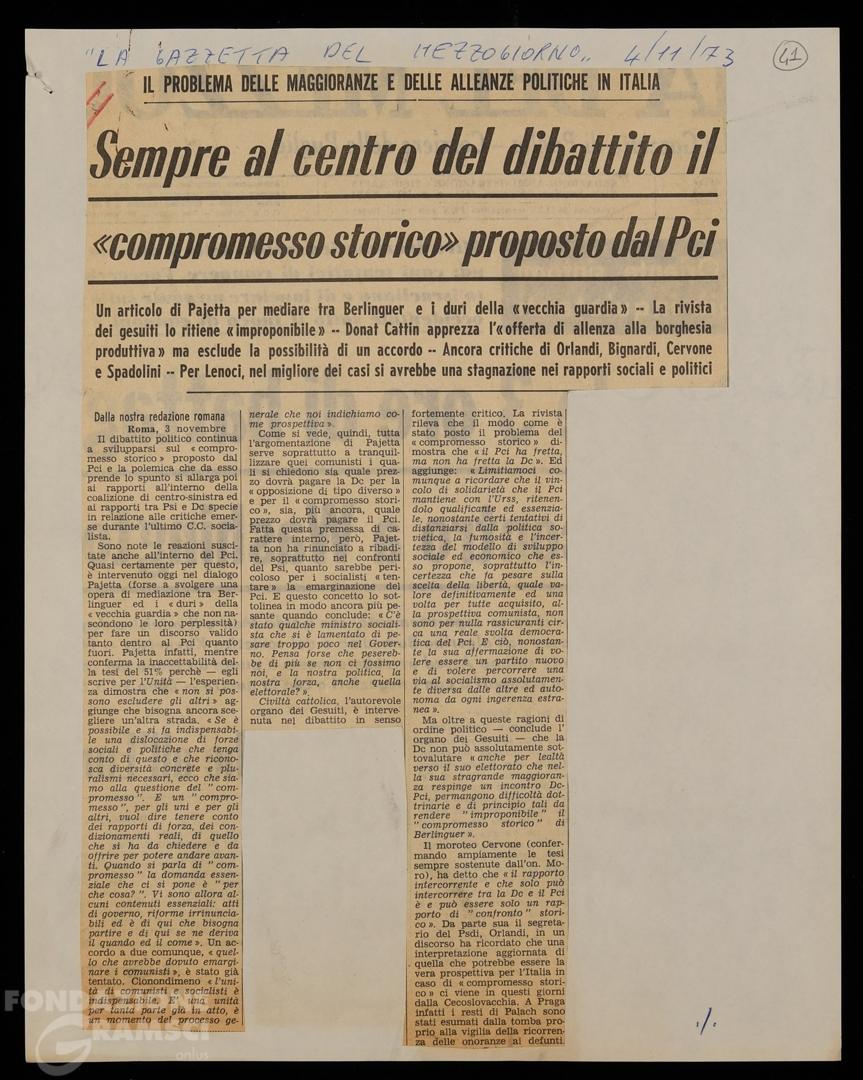 "LA GAZZETTA DEL MEZZOGIORNO„ 4/11/73
41
IL PROBLEMA DELLE MAGGIORANZE E DELLE ALLEANZE POLITICHE IN ITALIA
Sempre al centro del dibattito il
«compromesso storico» proposto dal Pci
Un articolo di Pajetta per mediare tra Berlinguer e i duri della «vecchia guardia» -- La rivista
dei gesuiti lo ritiene «improponibile» -- Donat Cattin apprezza l'«offerta di allenza alla borghesia
produttiva» ma esclude la possibilità di un accordo -- Ancora critiche di Orlandi, Bignardi, Cervone
e Spadolini -- Per Lenoci, nel migliore dei casi si avrebbe una stagnazione nei rapporti sociali e politici
Dalla nostra redazione romana
Roma, 3 novembre
Il dibattito politico continua
a svilupparsi sul «compro-
messo storico» proposto dal
Pci e la polemica che da esso
prende lo spunto si allarga poi
ai rapporti all'interno della
coalizione di centro-sinistra ed
ai rapporti tra Psi e Dc specie
in relazione alle critiche emer-
se durante l'ultimo C.C. socia-
lista.
Sono note le reazioni susci-
tate anche all'interno del Pci.
Quasi certamente per questo,
è intervenuto oggi nel dialogo
Pajetta (forse a svolgere una
opera di mediazione tra Ber-
linguer ed i «duri» della
«vecchia guardia» che non na-
scondono le loro perplessità)
per fare un discorso valido
tanto dentro al Pci quanto
fuori. Pajetta infatti, mentre
conferma la inaccettabilità del-
la tesi del 51% perchè — egli
scrive per l'Unità — l'esperien-
za dimostra che «non si pos-
sono escludere gli altri» ag-
giunge che bisogna ancora sce-
gliere un'altra strada. «Se è
possibile e si fa indispensabi-
le una dislocazione di forze
sociali e politiche che tenga
conto di questo e che ricono-
sca diversità concrete e plu-
ralismi necessari, ecco che sia-
mo alla questione del "com-
promesso". E un "compro-
messo", per gli uni e per gli
altri, vuol dire tenere conto
dei rapporti di forza, dei con-
dizionamenti reali, di quello
che si ha da chiedere e da
offrire per potere andare avan-
ti. Quando si parla di "com-
promesso" la domanda essen-
ziale che ci si pone è "per
che cosa?". Vi sono allora al-
cuni contenuti essenziali: atti
di governo, riforme irrinuncia-
bili ed è di qui che bisogna
partire e di qui se ne deriva
il quando ed il come». Un ac-
cordo a due comunque, «quel-
lo che avrebbe dovuto emargi-
nare i comunisti», è stato già
tentato. Cionondimeno «l'uni-
tà di comunisti e socialisti è
indispensabile. E' una unità
per tanta parte già in atto, è
un momento del processo ge-
nerale che noi indichiamo co-
me prospettiva».
Come si vede, quindi, tutta
l'argomentazione di Pajetta
serve soprattutto a tranquil-
lizzare quei comunisti i qua-
li si chiedono sia quale prez-
zo dovrà pagare la Dc per la
«opposizione di tipo diverso»
e per il «compromesso stori-
co», sia, più ancora, quale
prezzo dovrà pagare il Pci.
Fatta questa premessa di ca-
rattere interno, però, Pajet-
ta non ha rinunciato a ribadi-
re, soprattutto nei confronti
del Psi, quanto sarebbe peri-
coloso per i socialisti «ten-
tare» la emarginazione del
Pci. E questo concetto lo sot-
tolinea in modo ancora più pe-
sante quando conclude: «C'è
stato qualche ministro sociali-
sta che si è lamentato di pe-
sare troppo poco nel Gover-
no. Pensa forse che peserеb-
be di più se non ci fossimo
noi, e la nostra politica, la
nostra forza, anche quella
elettorale?».
Civiltà cattolica, l'autorevole
organo dei Gesuiti, è interve-
nuta nel dibattito in senso
fortemente critico. La rivista
rileva che il modo come è
stato posto il problema del
«compromesso storico» di-
mostra che «il Pci ha fretta,
ma non ha fretta la Dc». Ed
aggiunge: «Limitiamoci co-
munque a ricordare che il vin-
colo di solidarietà che il Pci
mantiene con l'Urss, ritenen-
dolo qualificante ed essenzia-
le, nonostante certi tentativi di
distanziarsi dalla politica so-
vietica, la fumosità e l'incer-
tezza del modello di sviluppo
sociale ed economico che es-
so propone, soprattutto l'in-
certezza che fa pesare sulla
scelta della libertà, quale va-
lore definitivamente ed una
volta per tutte acquisito, al-
la prospettiva comunista, non
sono per nulla rassicuranti cir-
ca una reale svolta democra-
tica del Pci. E ciò, nonostan-
te la sua affermazione di vo-
lere essere un partito nuovo
e di volere percorrere una
via al socialismo assolutamen-
te diversa dalle altre ed auto-
noma da ogni ingerenza estra-
nea».
Ma oltre a queste ragioni di
ordine politico — conclude l'
organo dei Gesuiti — che la
Dc non può assolutamente sot-
tovalutare «anche per lealtà
verso il suo elettorato che nel-
la sua stragrande maggioran-
za respinge un incontro Dc-
Pci, permangono difficoltà dot-
trinarie e di principio tali da
rendere "improponibile" il
"compromesso storico" di
Berlinguer».
Il moroteo Cervone (confer-
mando ampiamente le tesi
sempre sostenute dall'on. Mo-
ro), ha detto che «il rapporto
intercorrente e che solo può
intercorrere tra la Dc e il Pci
è e può essere solo un rap-
porto di "confronto" stori-
co». Da parte sua il segreta-
rio del Psdi, Orlandi, in un
discorso ha ricordato che una
interpretazione aggiornata di
quella che potrebbe essere la
vera prospettiva per l'Italia in
caso di «compromesso stori-
co» ci viene in questi giorni
dalla Cecoslovacchia. A Praga
infatti i resti di Palach sono
stati esumati dalla tomba pro-
prio alla vigilia della ricorren-
za delle onoranze ai defunti
./.
FONDAZIONE
GRAMSCI
onlus